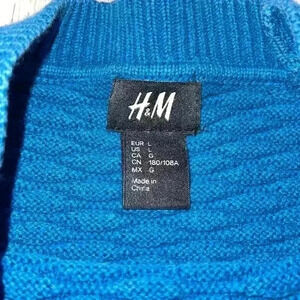 H&M
EUR L
US L
CA G
CN 180/108A
MX G
Made in
China